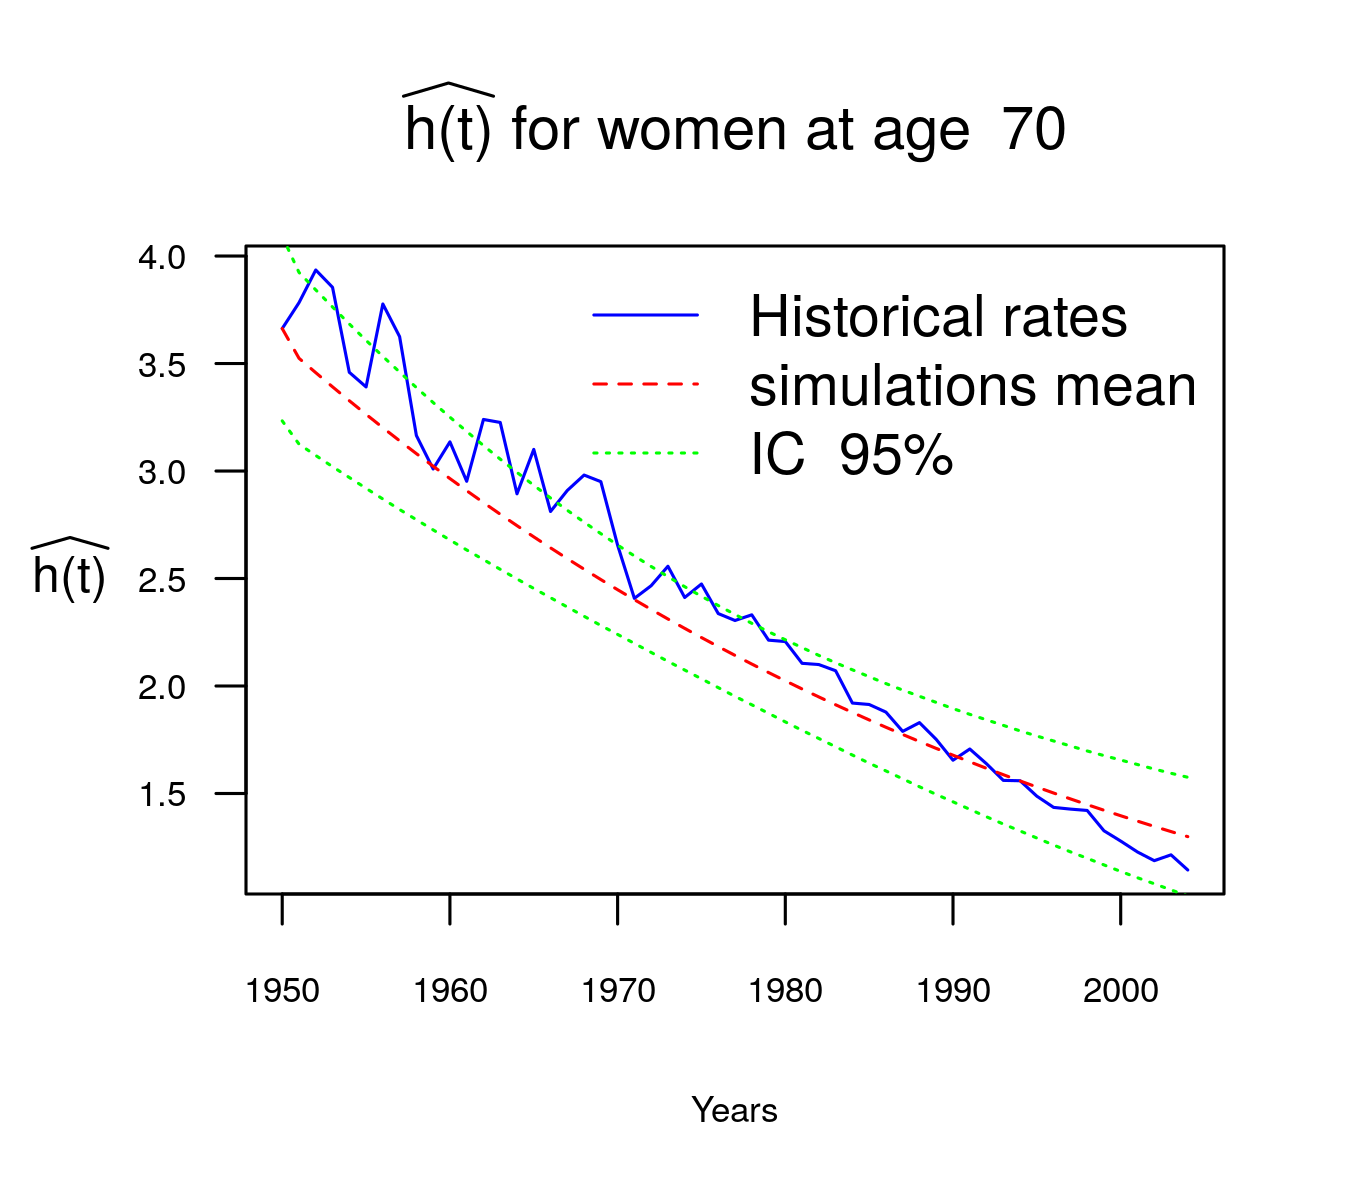 h(t) for women at age 70
4.0
3.5
3.0
2.5
2.0
1.5
h(t)
Historical rates
simulations mean
IC 95%
1950 1960 1970 1980 1990 2000
Years